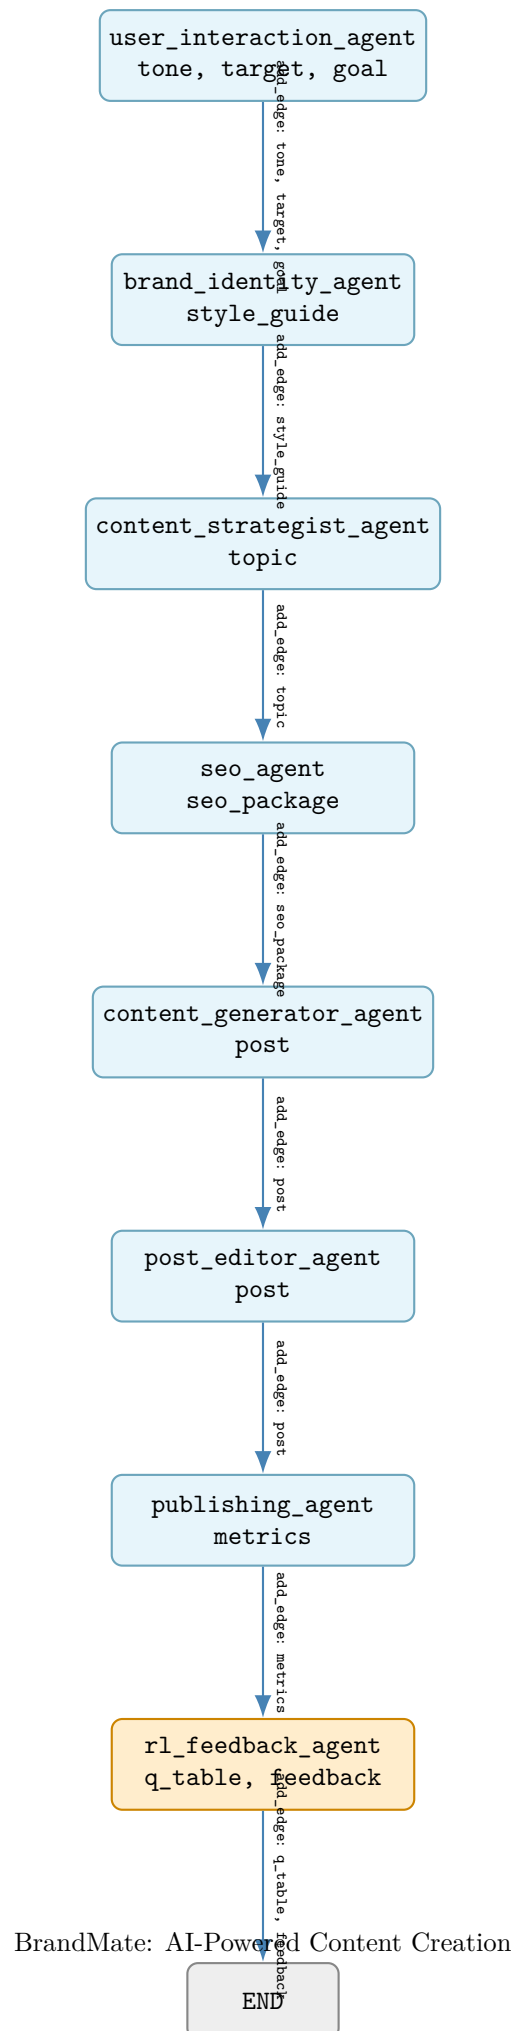 user_interaction_agent
tone, target, goal
add_edge: tone, target, goal
brand_identity_agent
style_guide
add_edge: style_guide
content_strategist_agent
topic
add_edge: topic
seo_agent
seo_package
add_edge: seo_package
content_generator_agent
post
add_edge: post
post_editor_agent
post
add_edge: post
publishing_agent
metrics
add_edge: metrics
rl_feedback_agent
q_table, feedback
add_edge: q_table, feedback
BrandMate: AI-Powered Content Creation
END